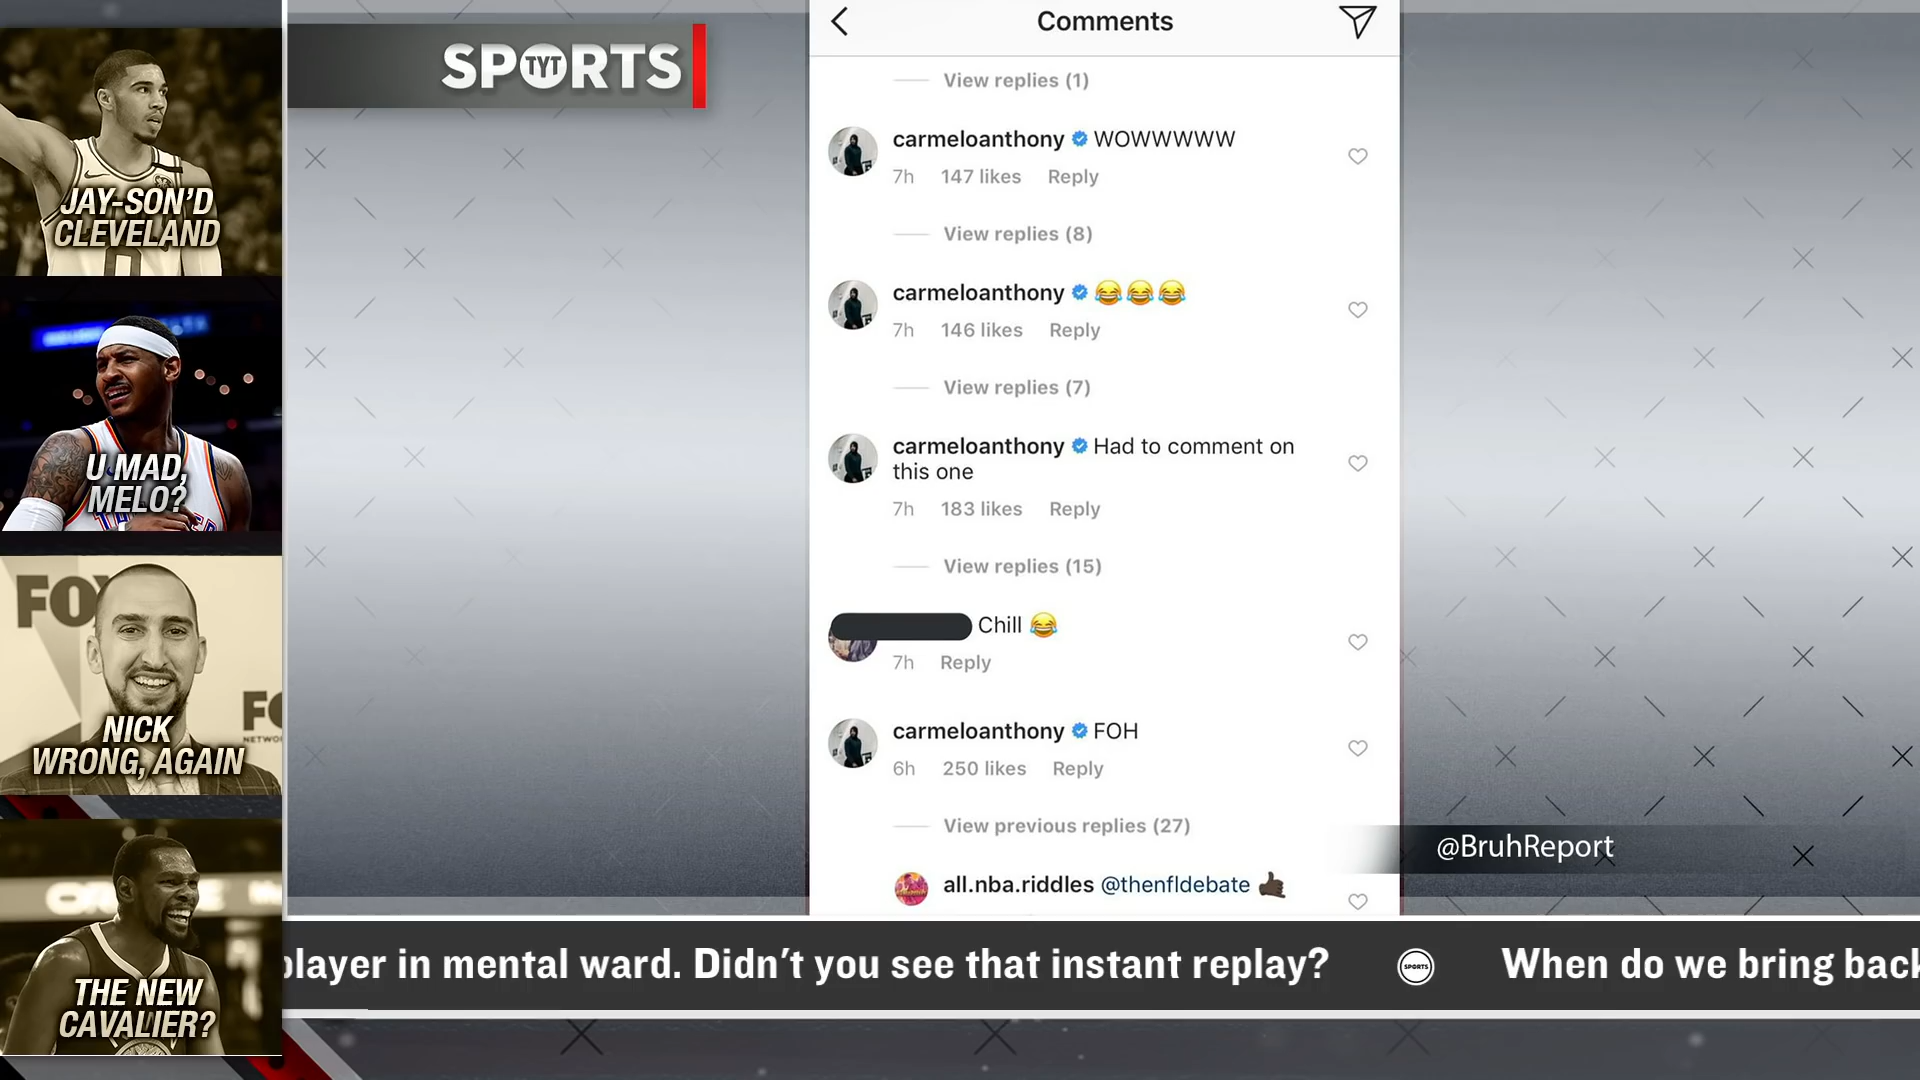 SPORTS
TYT
JAY-SON'D
CLEVELAND
U MAD,
MELO?
FOX
NICK
WRONG, AGAIN
THE NEW
CAVALIER?
Comments
View replies (1)
carmeloanthony WOWWWWW
7h 147 likes Reply
View replies (8)
carmeloanthony 😂😂😂
7h 146 likes Reply
View replies (7)
carmeloanthony Had to comment on
this one
7h 183 likes Reply
View replies (15)
Chill 😂
7h Reply
carmeloanthony FOH
6h 250 likes Reply
View previous replies (27)
all.nba.riddles @thenfldebate 🤙🏿
@BruhReport
player in mental ward. Didn't you see that instant replay?
SPORTS
When do we bring back